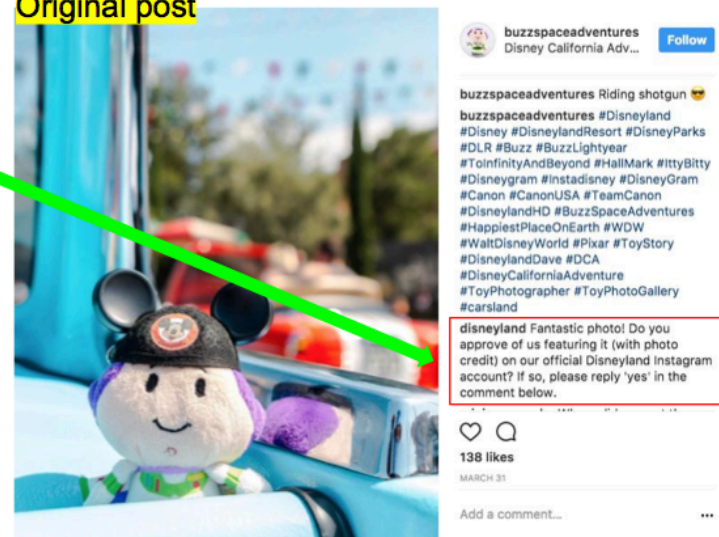 Original post
buzzspaceadventures
Disney California Adv...
Follow
buzzspaceadventures Riding shotgun 😎
buzzspaceadventures #Disneyland
#Disney #DisneylandResort #DisneyParks
#DLR #Buzz #BuzzLightyear
#ToInfinityAndBeyond #HallMark #IttyBitty
#Disneygram #Instadisney #DisneyGram
#Canon #CanonUSA #TeamCanon
#DisneylandHD #BuzzSpaceAdventures
#HappiestPlaceOnEarth #WDW
#WaltDisneyWorld #Pixar #ToyStory
#DisneylandDave #DCA
#DisneyCaliforniaAdventure
#ToyPhotographer #ToyPhotoGallery
#carsland
disneyland Fantastic photo! Do you
approve of us featuring it (with photo
credit) on our official Disneyland Instagram
account? If so, please reply 'yes' in the
comment below.
138 likes
MARCH 31
Add a comment...